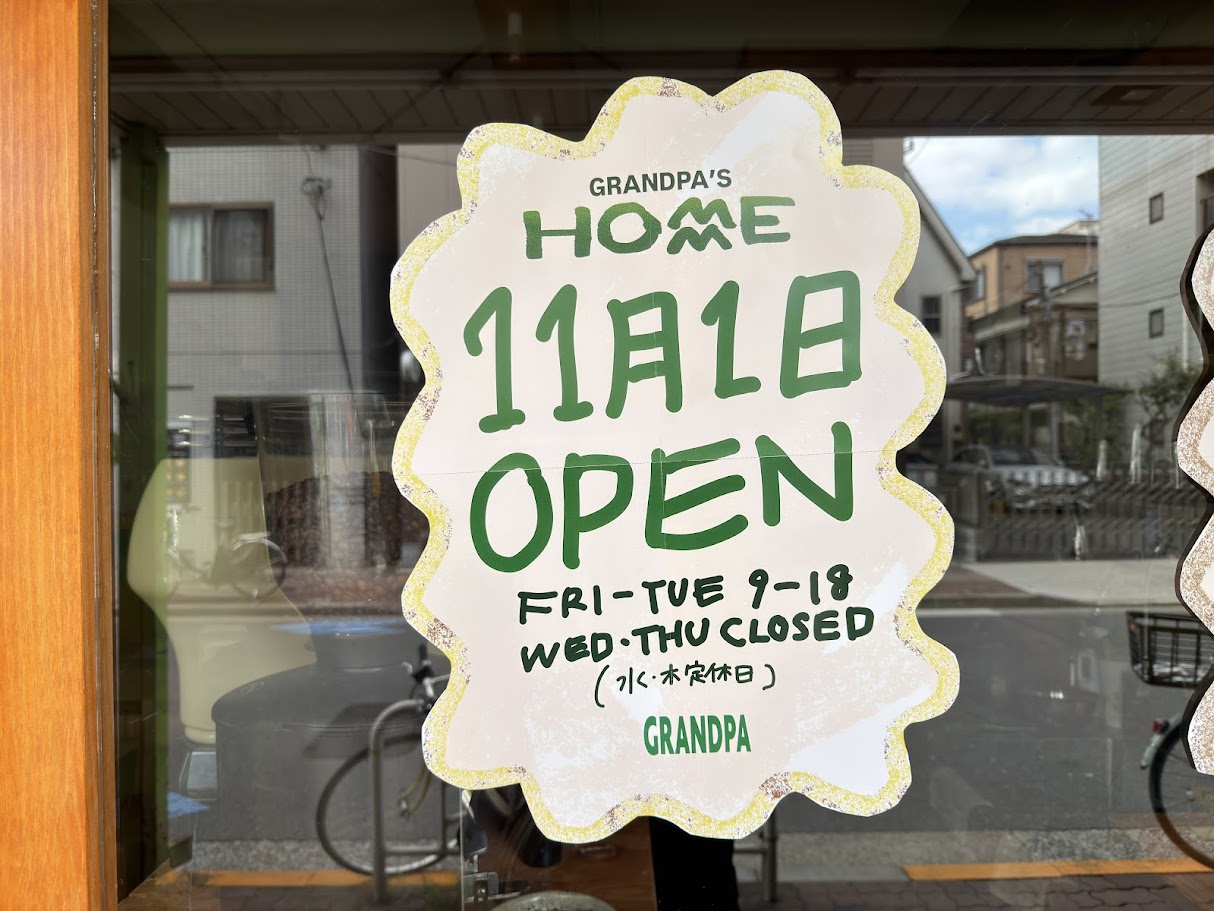 GRANDPA'S
HOME
11月1日
OPEN
FRI-TUE 9-18
WED・THU CLOSED
(水・木定休日)
GRANDPA